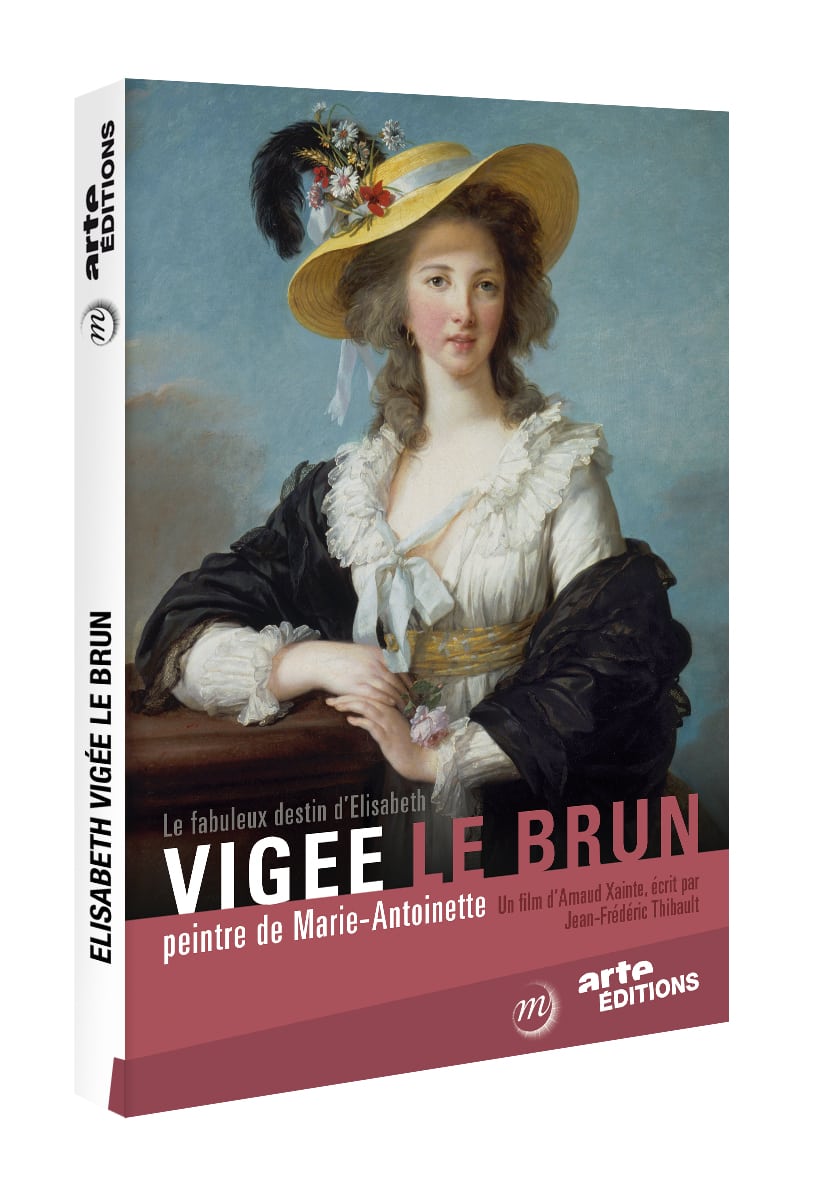 arte
ÉDITIONS
m
ELISABETH VIGÉE LE BRUN
Le fabuleux destin d'Elisabeth
VIGEE LE BRUN
peintre de Marie-Antoinette
Un film d'Arnaud Xainte, écrit par
Jean-Frédéric Thibault
m
arte
ÉDITIONS